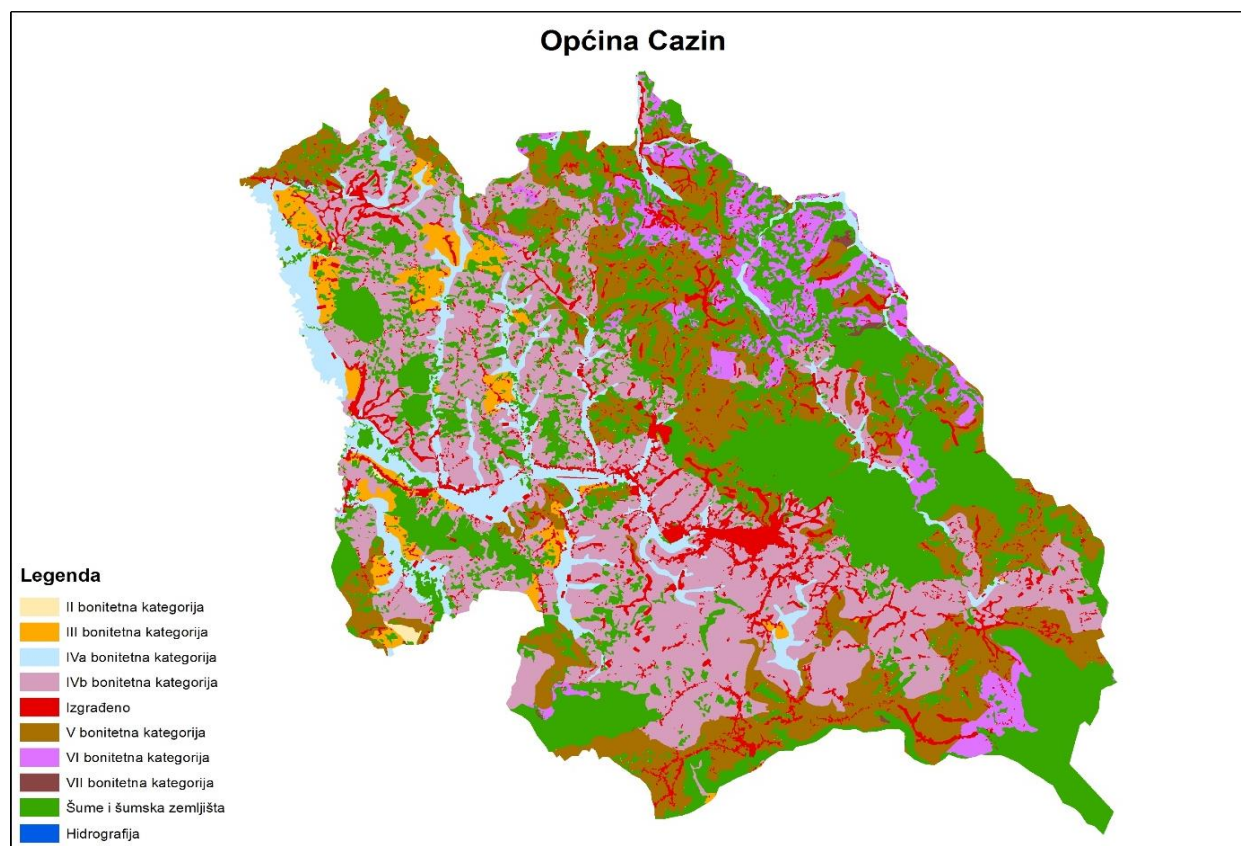 Općina Cazin
Legenda
II bonitetna kategorija
III bonitetna kategorija
IVa bonitetna kategorija
IVb bonitetna kategorija
Izgrađeno
V bonitetna kategorija
VI bonitetna kategorija
VII bonitetna kategorija
Šume i šumska zemljišta
Hidrografija